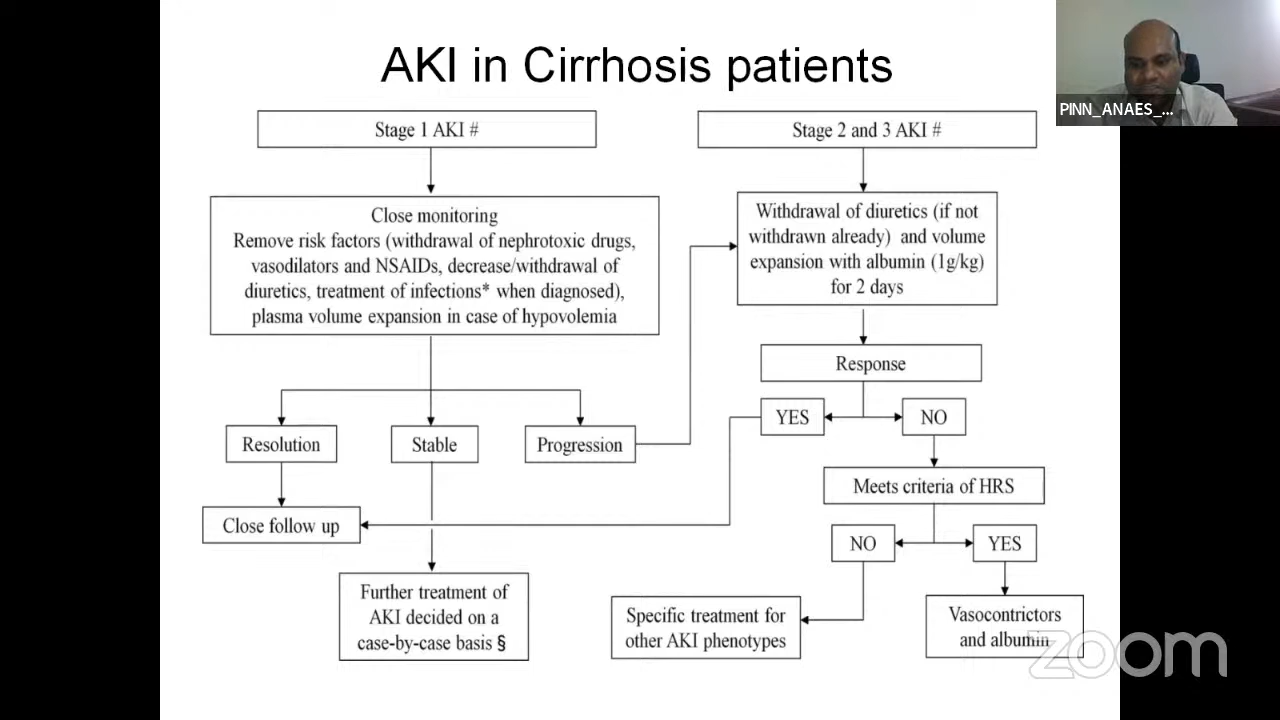 AKI in Cirrhosis patients
PINN_ANAES_...
Stage 1 AKI #
Close monitoring
Remove risk factors (withdrawal of nephrotoxic drugs,
vasodilators and NSAIDs, decrease/withdrawal of
diuretics, treatment of infections* when diagnosed),
plasma volume expansion in case of hypovolemia
Resolution
Stable
Progression
Close follow up
Further treatment of
AKI decided on a
case-by-case basis §
Stage 2 and 3 AKI #
Withdrawal of diuretics (if not
withdrawn already) and volume
expansion with albumin (1g/kg)
for 2 days
Response
YES
NO
Meets criteria of HRS
NO
YES
Specific treatment for
other AKI phenotypes
Vasocontrictors
and albumin
zoom